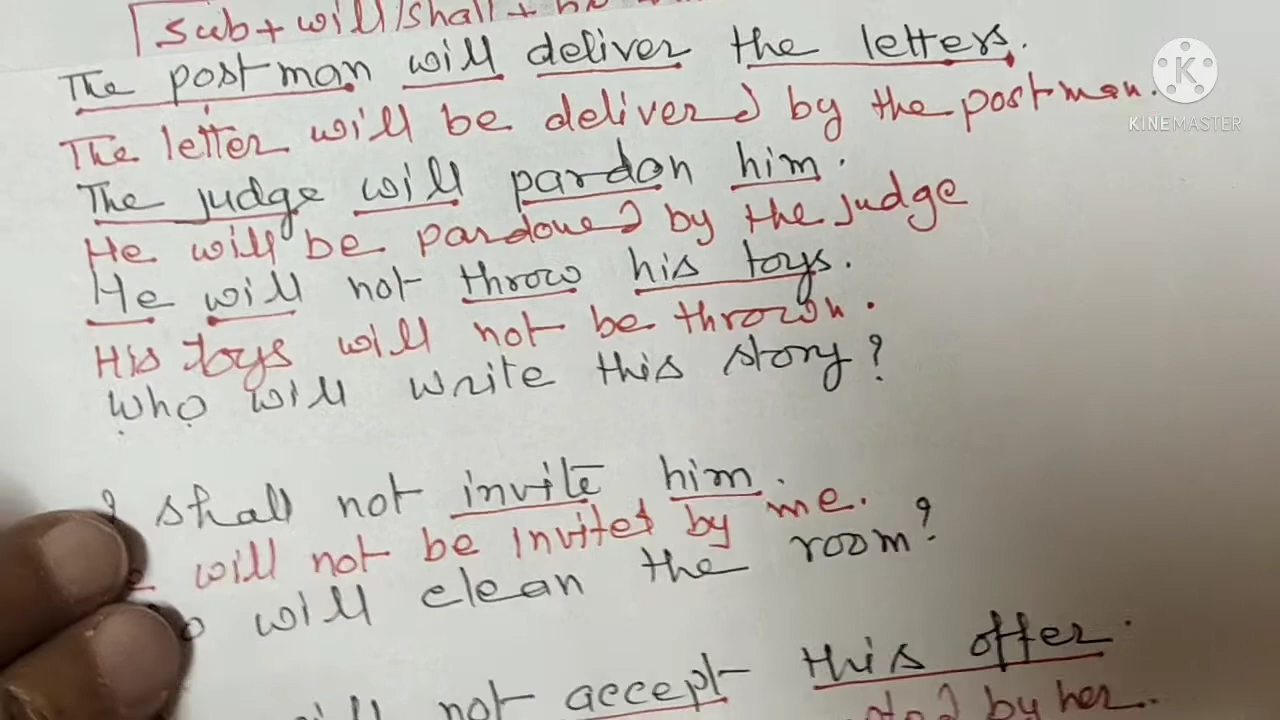 sub + will/shall + be
The postman will deliver the letters.
KINEMASTER
The letter will be delivered by the postman.
The judge will pardon him.
He will be pardoned by the judge
He will not throw his toys.
His toys will not be thrown.
Who will write this story?
I shall not invite him.
will not be invited by me.
will clean the room?
not accept this offer.
by her.